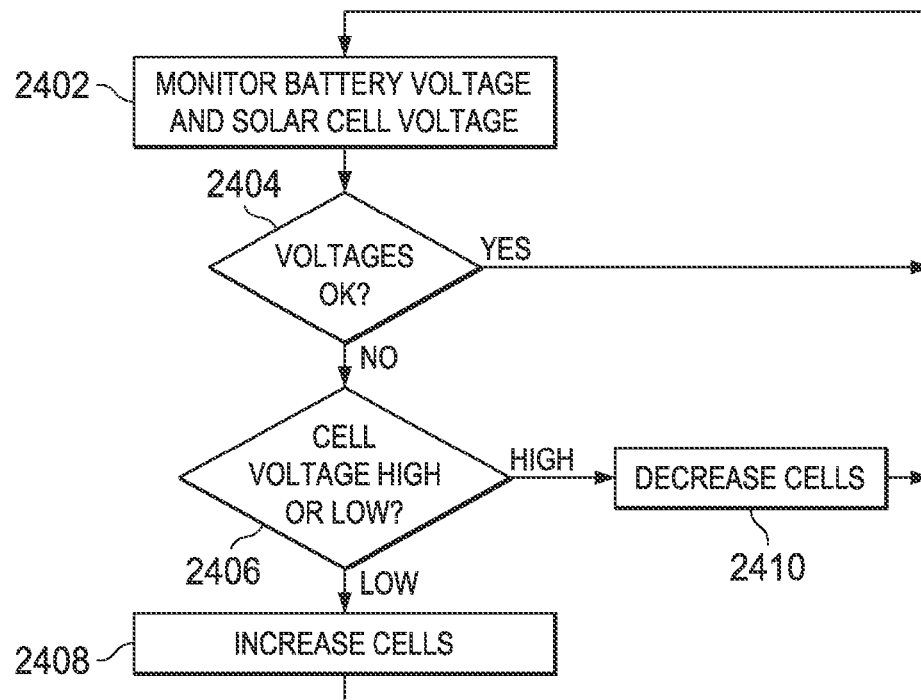 2402
MONITOR BATTERY VOLTAGE
AND SOLAR CELL VOLTAGE
2404
VOLTAGES
OK?
YES
NO
CELL
VOLTAGE HIGH
OR LOW?
HIGH
DECREASE CELLS
2406
2410
LOW
INCREASE CELLS
2408